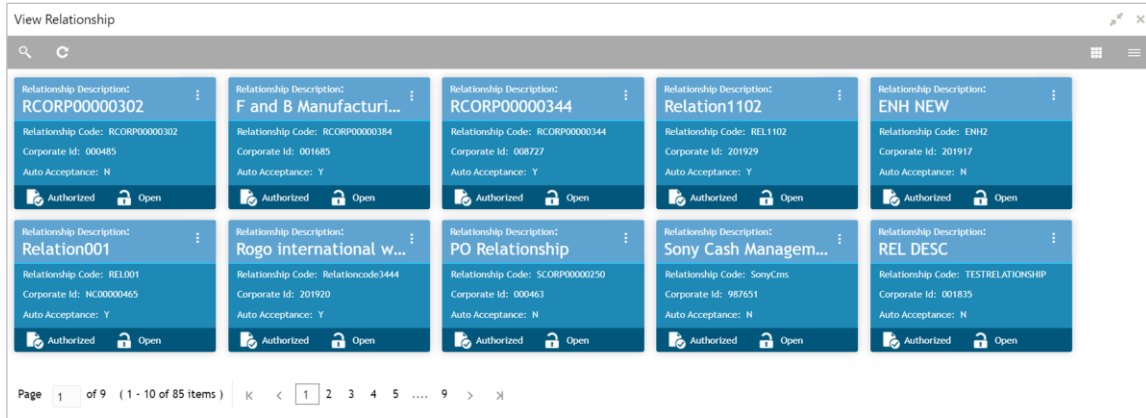 View Relationship
Relationship Description:
RCORP00000302
Relationship Code: RCORP00000302
Corporate Id: 000485
Auto Acceptance: N
Authorized Open
Relationship Description:
F and B Manufacturi...
Relationship Code: RCORP00000384
Corporate Id: 001685
Auto Acceptance: Y
Authorized Open
Relationship Description:
RCORP00000344
Relationship Code: RCORP00000344
Corporate Id: 008727
Auto Acceptance: Y
Authorized Open
Relationship Description:
Relation1102
Relationship Code: REL1102
Corporate Id: 201929
Auto Acceptance: Y
Authorized Open
Relationship Description:
ENH NEW
Relationship Code: ENH2
Corporate Id: 201917
Auto Acceptance: N
Authorized Open
Relationship Description:
Relation001
Relationship Code: REL001
Corporate Id: NC00000465
Auto Acceptance: Y
Authorized Open
Relationship Description:
Rogo international w...
Relationship Code: Relationcode3444
Corporate Id: 201920
Auto Acceptance: Y
Authorized Open
Relationship Description:
PO Relationship
Relationship Code: SCORP00000250
Corporate Id: 000463
Auto Acceptance: N
Authorized Open
Relationship Description:
Sony Cash Managem...
Relationship Code: SonyCms
Corporate Id: 987651
Auto Acceptance: N
Authorized Open
Relationship Description:
REL DESC
Relationship Code: TESTRELATIONSHIP
Corporate Id: 001835
Auto Acceptance: N
Authorized Open
Page 1 of 9 ( 1 - 10 of 85 items ) 1 2 3 4 5 .... 9